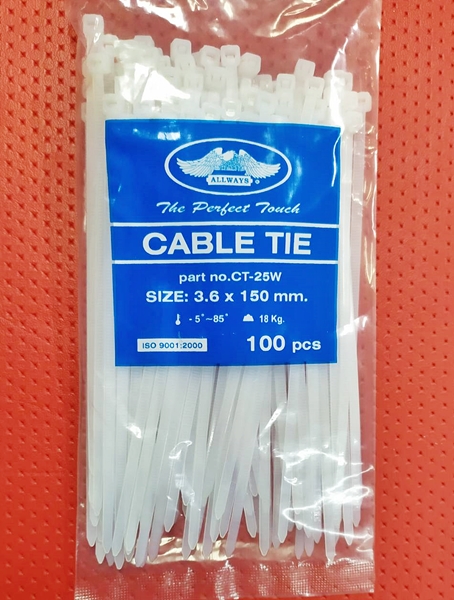 ALLWAYS ®
The Perfect Touch
CABLE TIE
part no.CT-25W
SIZE: 3.6 x 150 mm.
- 5°~85° 18 Kg.
ISO 9001:2000 100 pcs